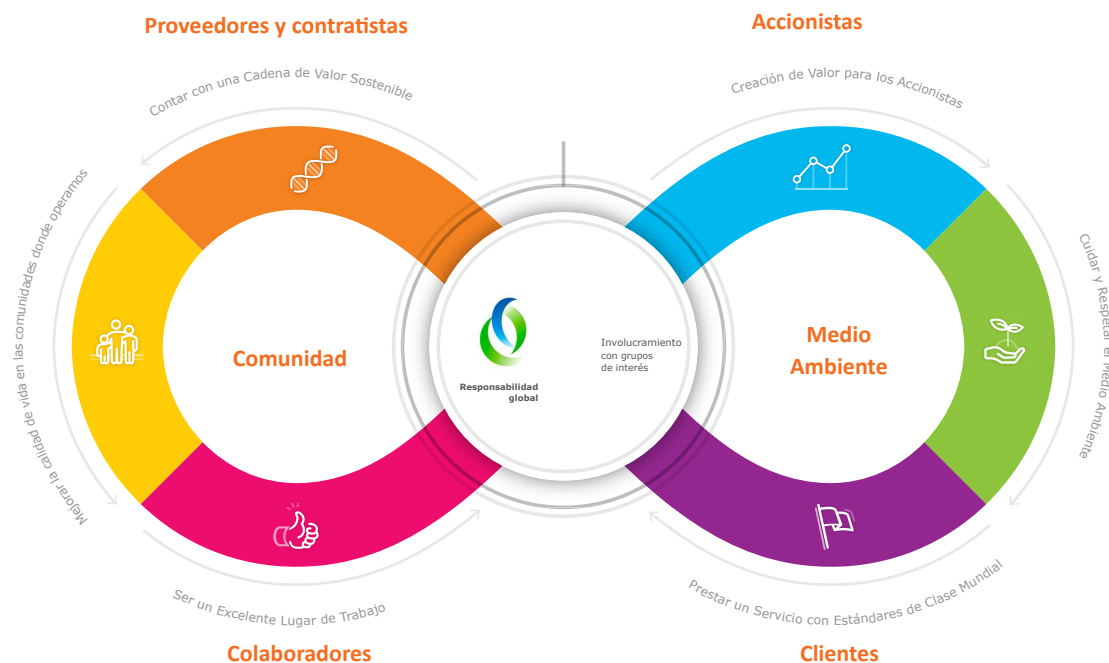 Proveedores y contratistas
Accionistas
Contar con una Cadena de Valor Sostenible
Creación de Valor para los Accionistas
Mejorar la calidad de vida en las comunidades donde operamos
Cuidar y Respetar el Medio Ambiente
Comunidad
Responsabilidad
global
Involucramiento
con grupos
de interés
Medio
Ambiente
Ser un Excelente Lugar de Trabajo
Prestar un Servicio con Estándares de Clase Mundial
Colaboradores
Clientes